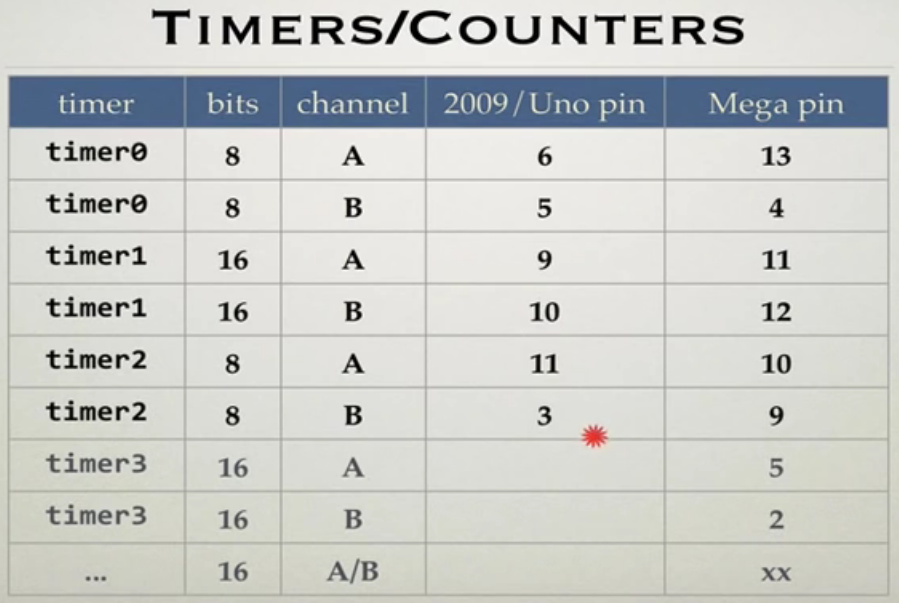 TIMERS/COUNTERS
timer bits channel 2009/Uno pin Mega pin
timer0 8 A 6 13
timer0 8 B 5 4
timer1 16 A 9 11
timer1 16 B 10 12
timer2 8 A 11 10
timer2 8 B 3 9
timer3 16 A 5
timer3 16 B 2
... 16 A/B xx